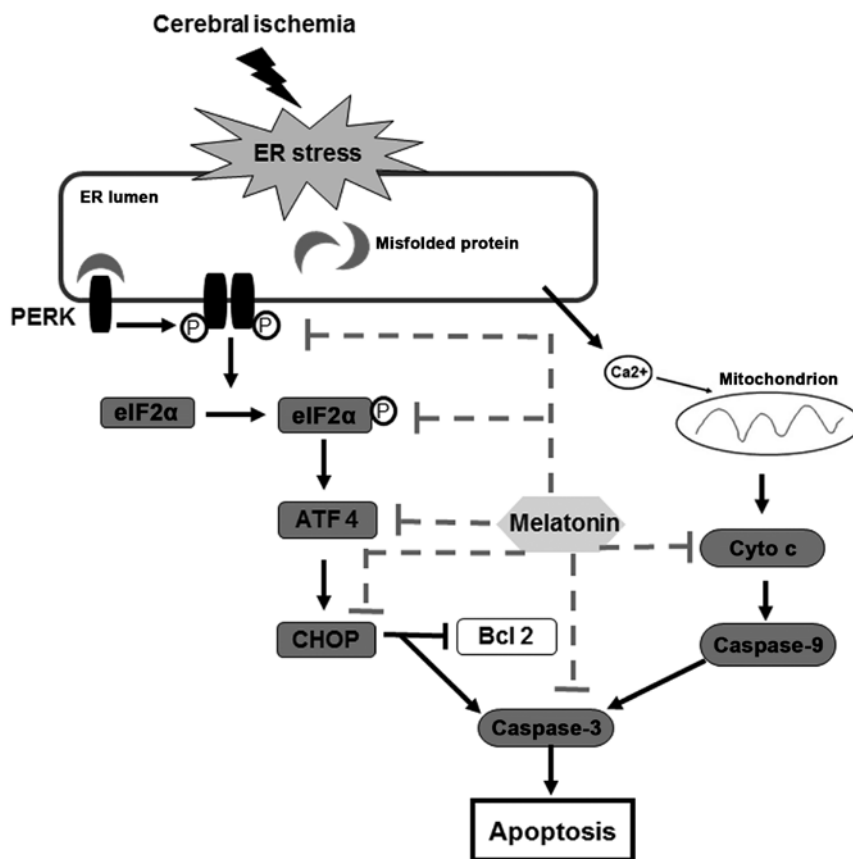 Cerebral ischemia
ER stress
ER lumen
Misfolded protein
PERK
P
P
Ca2+
Mitochondrion
eIF2α
eIF2α
P
ATF 4
Melatonin
Cyto c
CHOP
Bcl 2
Caspase-9
Caspase-3
Apoptosis